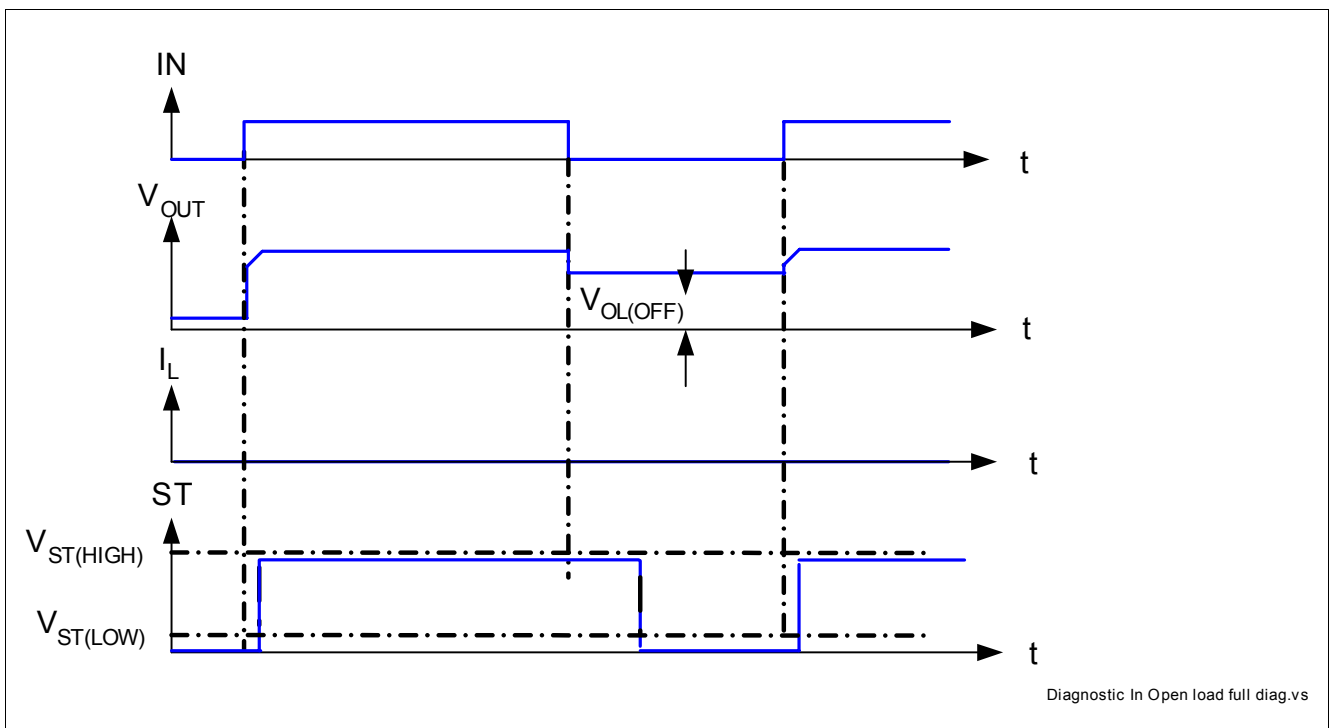 IN
t
VOUT
VOL(OFF)
t
IL
t
ST
VST(HIGH)
VST(LOW)
t
Diagnostic In Open load full diag.vs